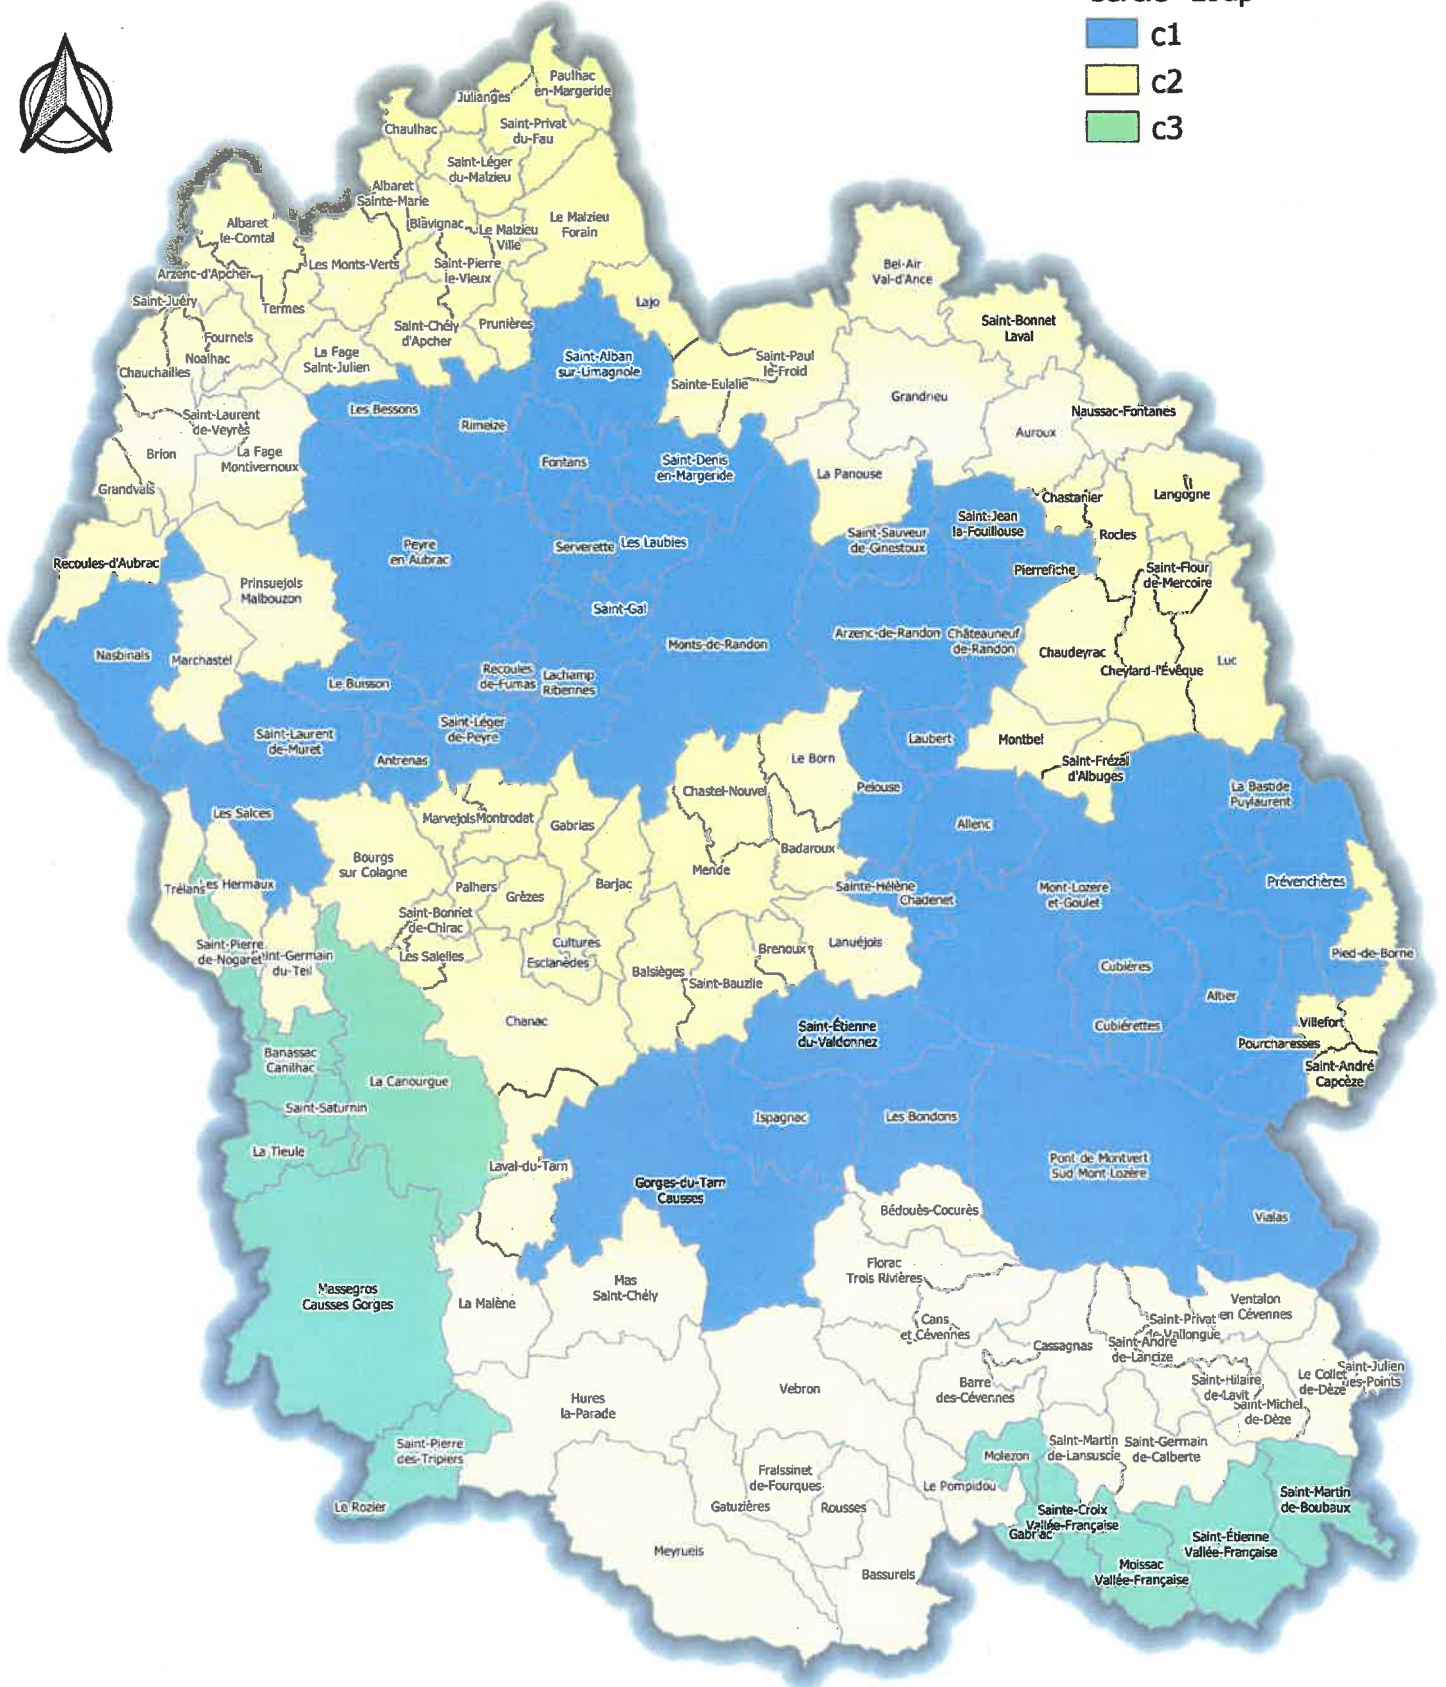 c1
c2
c3
Paulhac
en-Margeride
Julianges
Chaulhac
Saint-Privat
du-Fau
Saint-Léger
du-Malzieu
Albaret
Sainte-Marie
Albaret
le-Comtal
Blavignac
Le Malzieu
Ville
Le Malzieu
Forain
Arzenc-d'Apcher
Les Monts-Verts
Saint-Pierre
le-Vieux
Bel-Air
Val-d'Ance
Saint-Juéry
Termes
Lajo
Saint-Chély
d'Apcher
Prunières
Saint-Bonnet
Laval
Fournels
Noalhac
La Fage
Saint-Julien
Saint-Alban
sur-Limagnole
Saint-Paul
le-Froid
Chauchailles
Sainte-Eulalie
Grandrieu
Les Bessons
Naussac-Fontanes
Saint-Laurent
de-Veyrès
Rimeize
Auroux
Brion
La Fage
Montivernoux
Fontans
Saint-Denis
en-Margeride
La Panouse
Grandvals
Chastanier
Langogne
Saint-Jean
la-Fouillouse
Rocles
Saint-Sauveur
de-Ginestoux
Peyre
en Aubrac
Serverette
Les Laubies
Recoules-d'Aubrac
Pierrefiche
Saint-Flour
de-Mercoire
Prinsuejols
Malbouzon
Saint-Gal
Arzenc-de-Randon
Châteauneuf
de-Randon
Monts-de-Randon
Nasbinals
Marchastel
Chaudeyrac
Cheylard-l'Évêque
Luc
Le Buisson
Recoules
de-Fumas
Lachamp
Ribennes
Saint-Laurent
de-Muret
Saint-Léger
de-Peyre
Antrenas
Laubert
Montbel
Le Born
Saint-Frézal
d'Albuges
Pelouse
La Bastide
Puylaurent
Chastel-Nouvel
Les Salces
Marvejols
Montrodat
Gabrias
Allenc
Badaroux
Bourgs
sur Colagne
Mende
Trélans
Les Hermaux
Palhers
Grèzes
Barjac
Sainte-Hélène
Chadenet
Mont-Lozere
et-Goulet
Prévenchères
Saint-Bonnet
de-Chirac
Saint-Pierre
de-Nogaret
Saint-Germain
du-Teil
Les Salelles
Cultures
Esclanèdes
Balsièges
Brenoux
Lanuéjols
Pied-de-Borne
Cubières
Saint-Bauzile
Altier
Chanac
Saint-Étienne
du-Valdonnez
Cubiérettes
Villefort
Pourcharesses
Banassac
Canilhac
La Canourgue
Saint-André
Capcèze
Saint-Saturnin
Ispagnac
Les Bondons
La Tieule
Laval-du-Tarn
Pont de Montvert
Sud Mont Lozère
Gorges-du-Tarn
Causses
Bédouès-Cocurès
Vialas
Florac
Trois Rivières
Massegros
Causses Gorges
La Malène
Mas
Saint-Chély
Ventalon
en Cévennes
Cans
et Cévennes
Saint-Privat
de-Vallongue
Cassagnas
Saint-André
de-Lancize
Vebron
Barre
des-Cévennes
Saint-Hilaire
de-Lavit
Le Collet
de-Dèze
Saint-Julien
des-Points
Hures
la-Parade
Saint-Michel
de-Dèze
Saint-Pierre
des-Tripiers
Molezon
Saint-Martin
de-Lansuscle
Saint-Germain
de-Calberte
Fraissinet
de-Fourques
Le Pompidou
Le Rozier
Gatuzières
Rousses
Saint-Martin
de-Boubaux
Sainte-Croix
Vallée-Française
Gabriac
Saint-Étienne
Vallée-Française
Meyrueis
Bassurels
Moissac
Vallée-Française